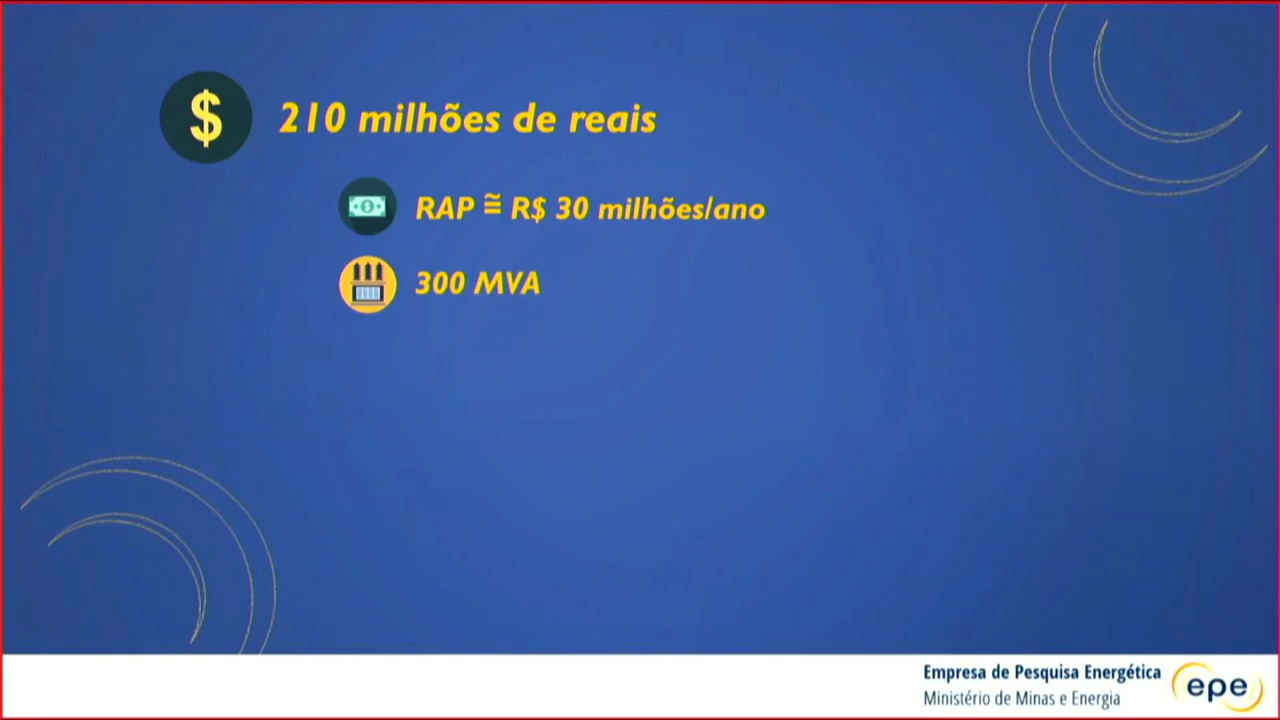 $ 210 milhões de reais
RAP ≅ R$ 30 milhões/ano
300 MVA
Empresa de Pesquisa Energética
Ministério de Minas e Energia
epe